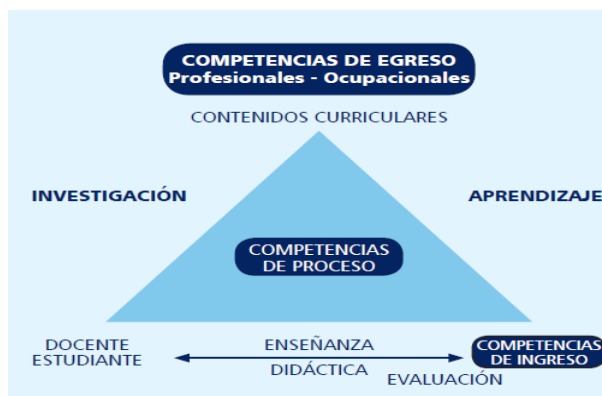 COMPETENCIAS DE EGRESO
Profesionales - Ocupacionales
CONTENIDOS CURRICULARES
INVESTIGACIÓN
APRENDIZAJE
COMPETENCIAS
DE PROCESO
DOCENTE
ESTUDIANTE
ENSEÑANZA
DIDÁCTICA
EVALUACIÓN
COMPETENCIAS
DE INGRESO